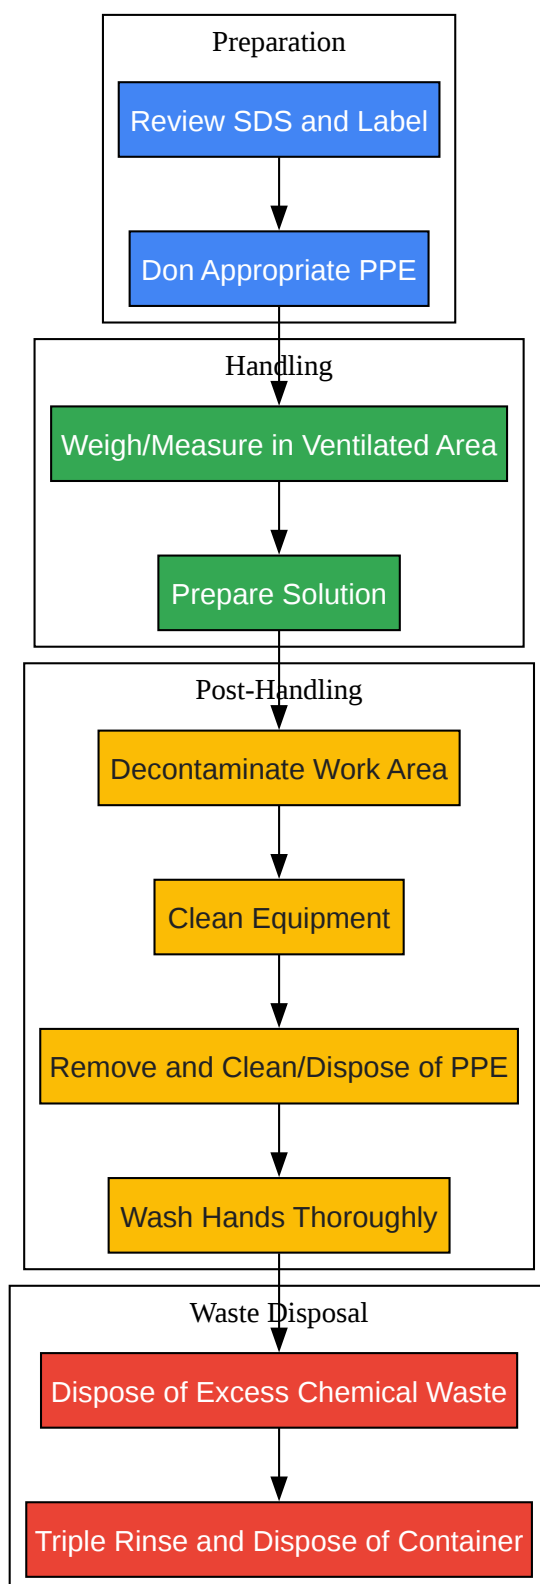 Preparation
Review SDS and Label
Don Appropriate PPE
Handling
Weigh/Measure in Ventilated Area
Prepare Solution
Post-Handling
Decontaminate Work Area
Clean Equipment
Remove and Clean/Dispose of PPE
Wash Hands Thoroughly
Waste Disposal
Dispose of Excess Chemical Waste
Triple Rinse and Dispose of Container